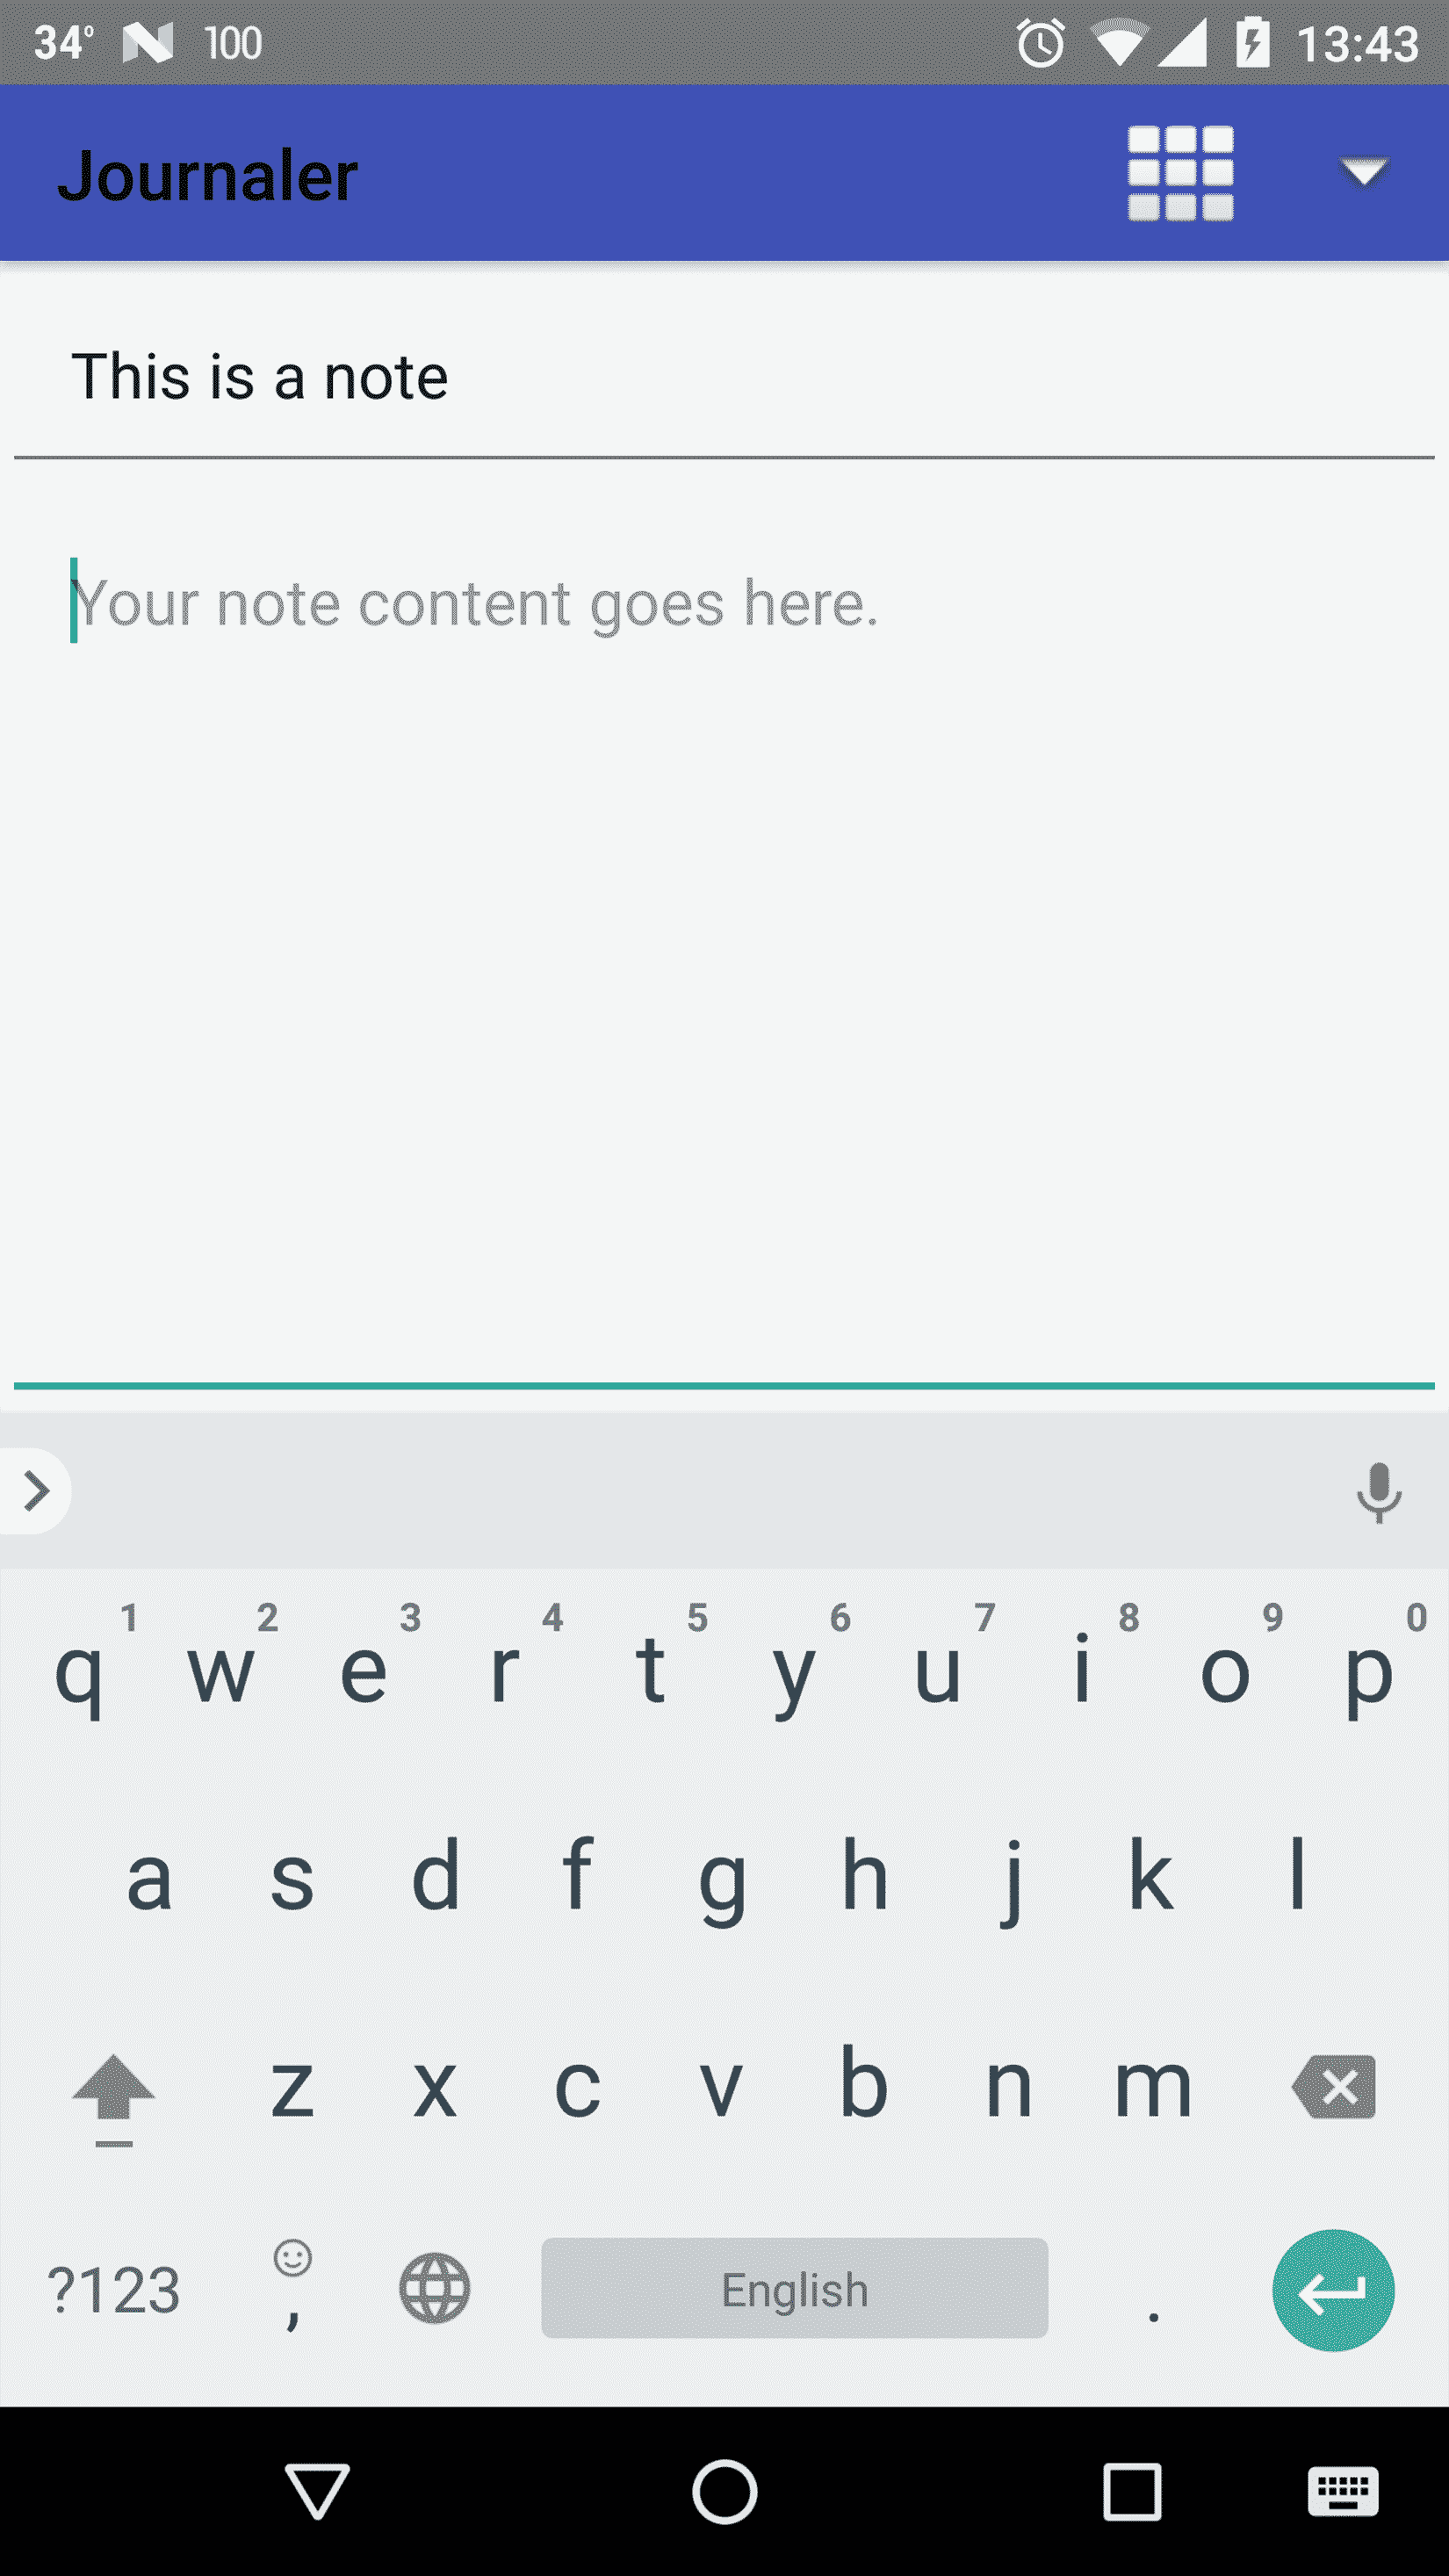 34° 100 13:43
Journaler
This is a note
Your note content goes here.
1 2 3 4 5 6 7 8 9 0
q w e r t y u i o p
a s d f g h j k l
z x c v b n m
?123 , English .